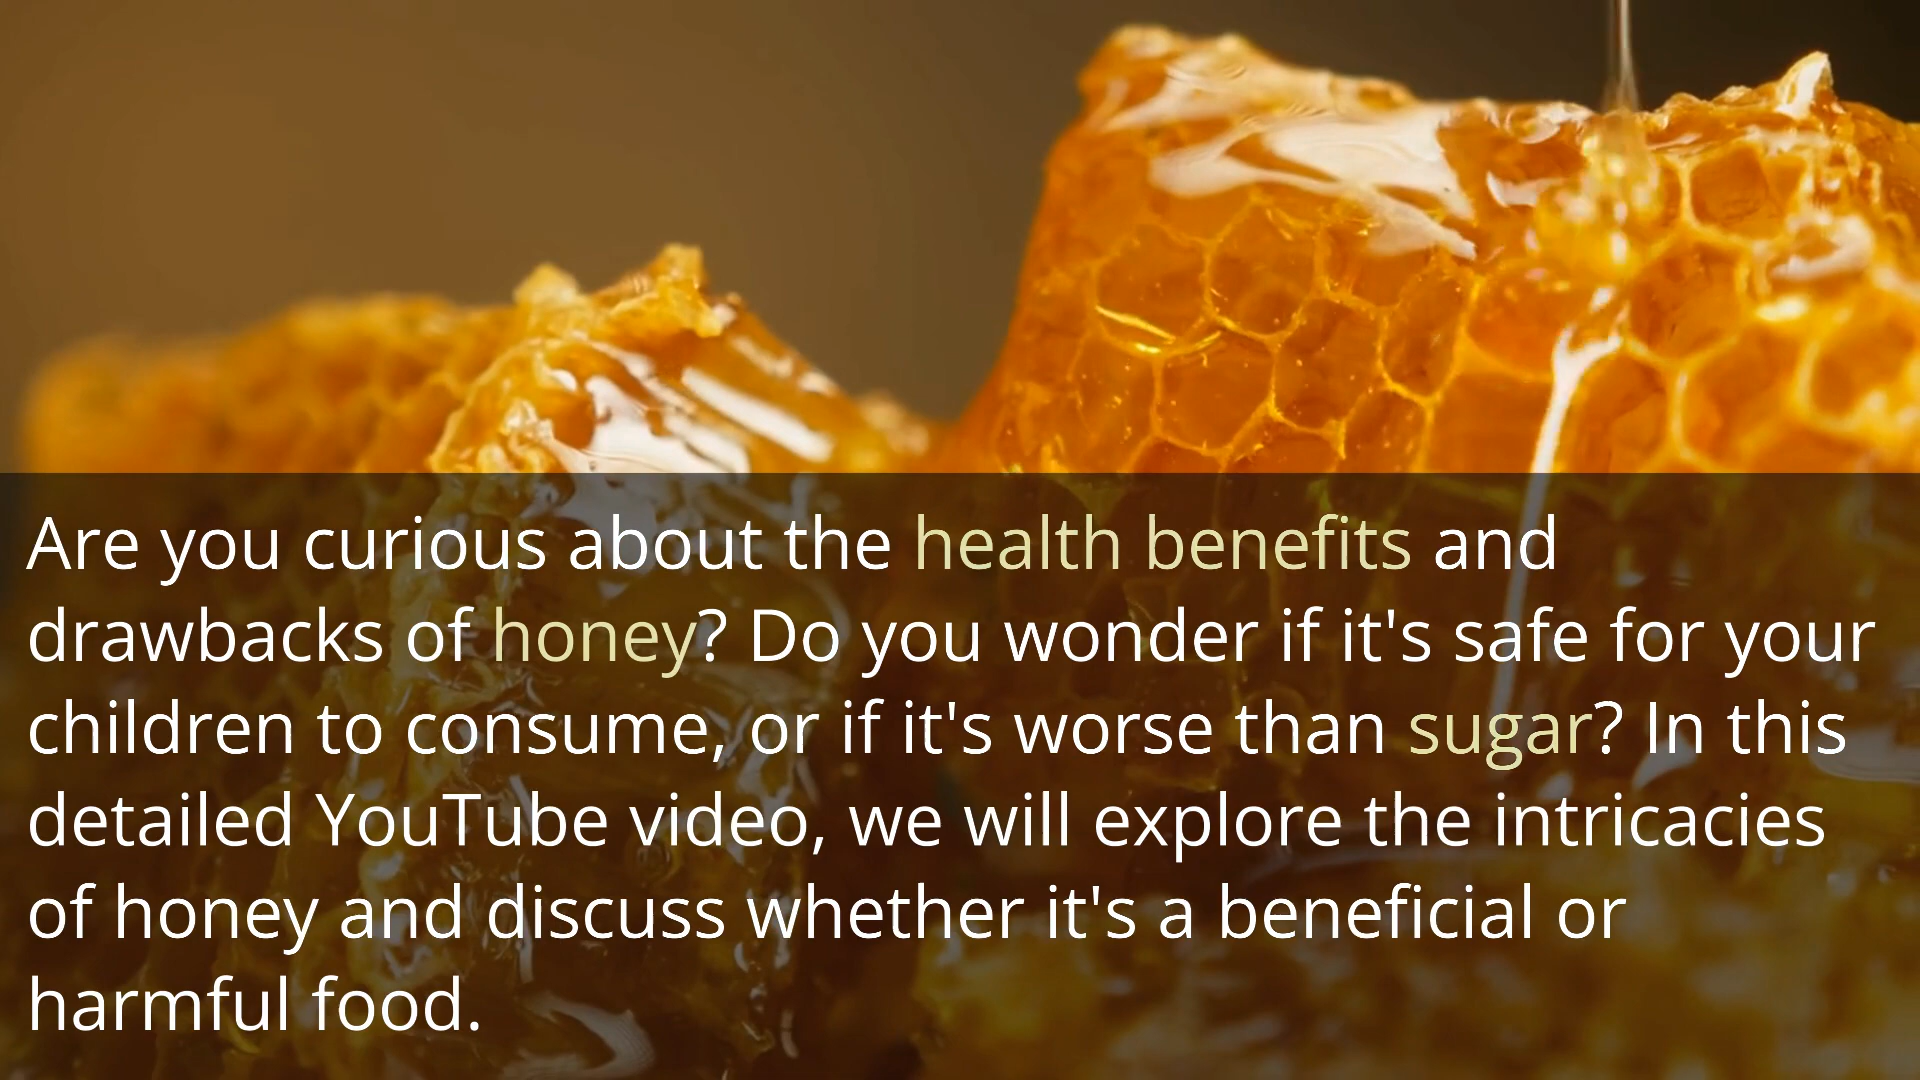 Are you curious about the health benefits and
drawbacks of honey? Do you wonder if it's safe for your
children to consume, or if it's worse than sugar? In this
detailed YouTube video, we will explore the intricacies
of honey and discuss whether it's a beneficial or
harmful food.